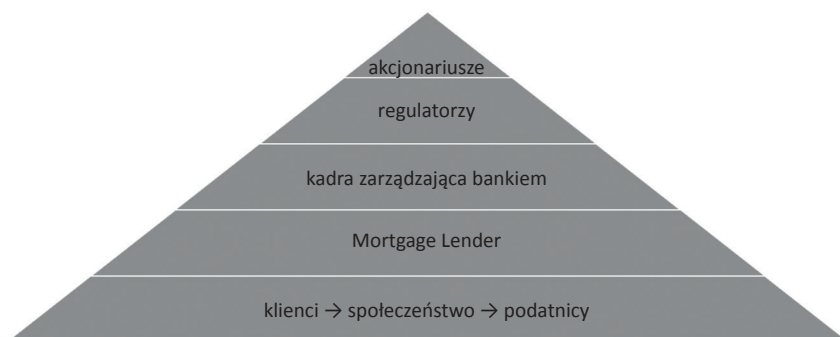 akcjonariusze
regulatorzy
kadra zarządzająca bankiem
Mortgage Lender
klienci → społeczeństwo → podatnicy